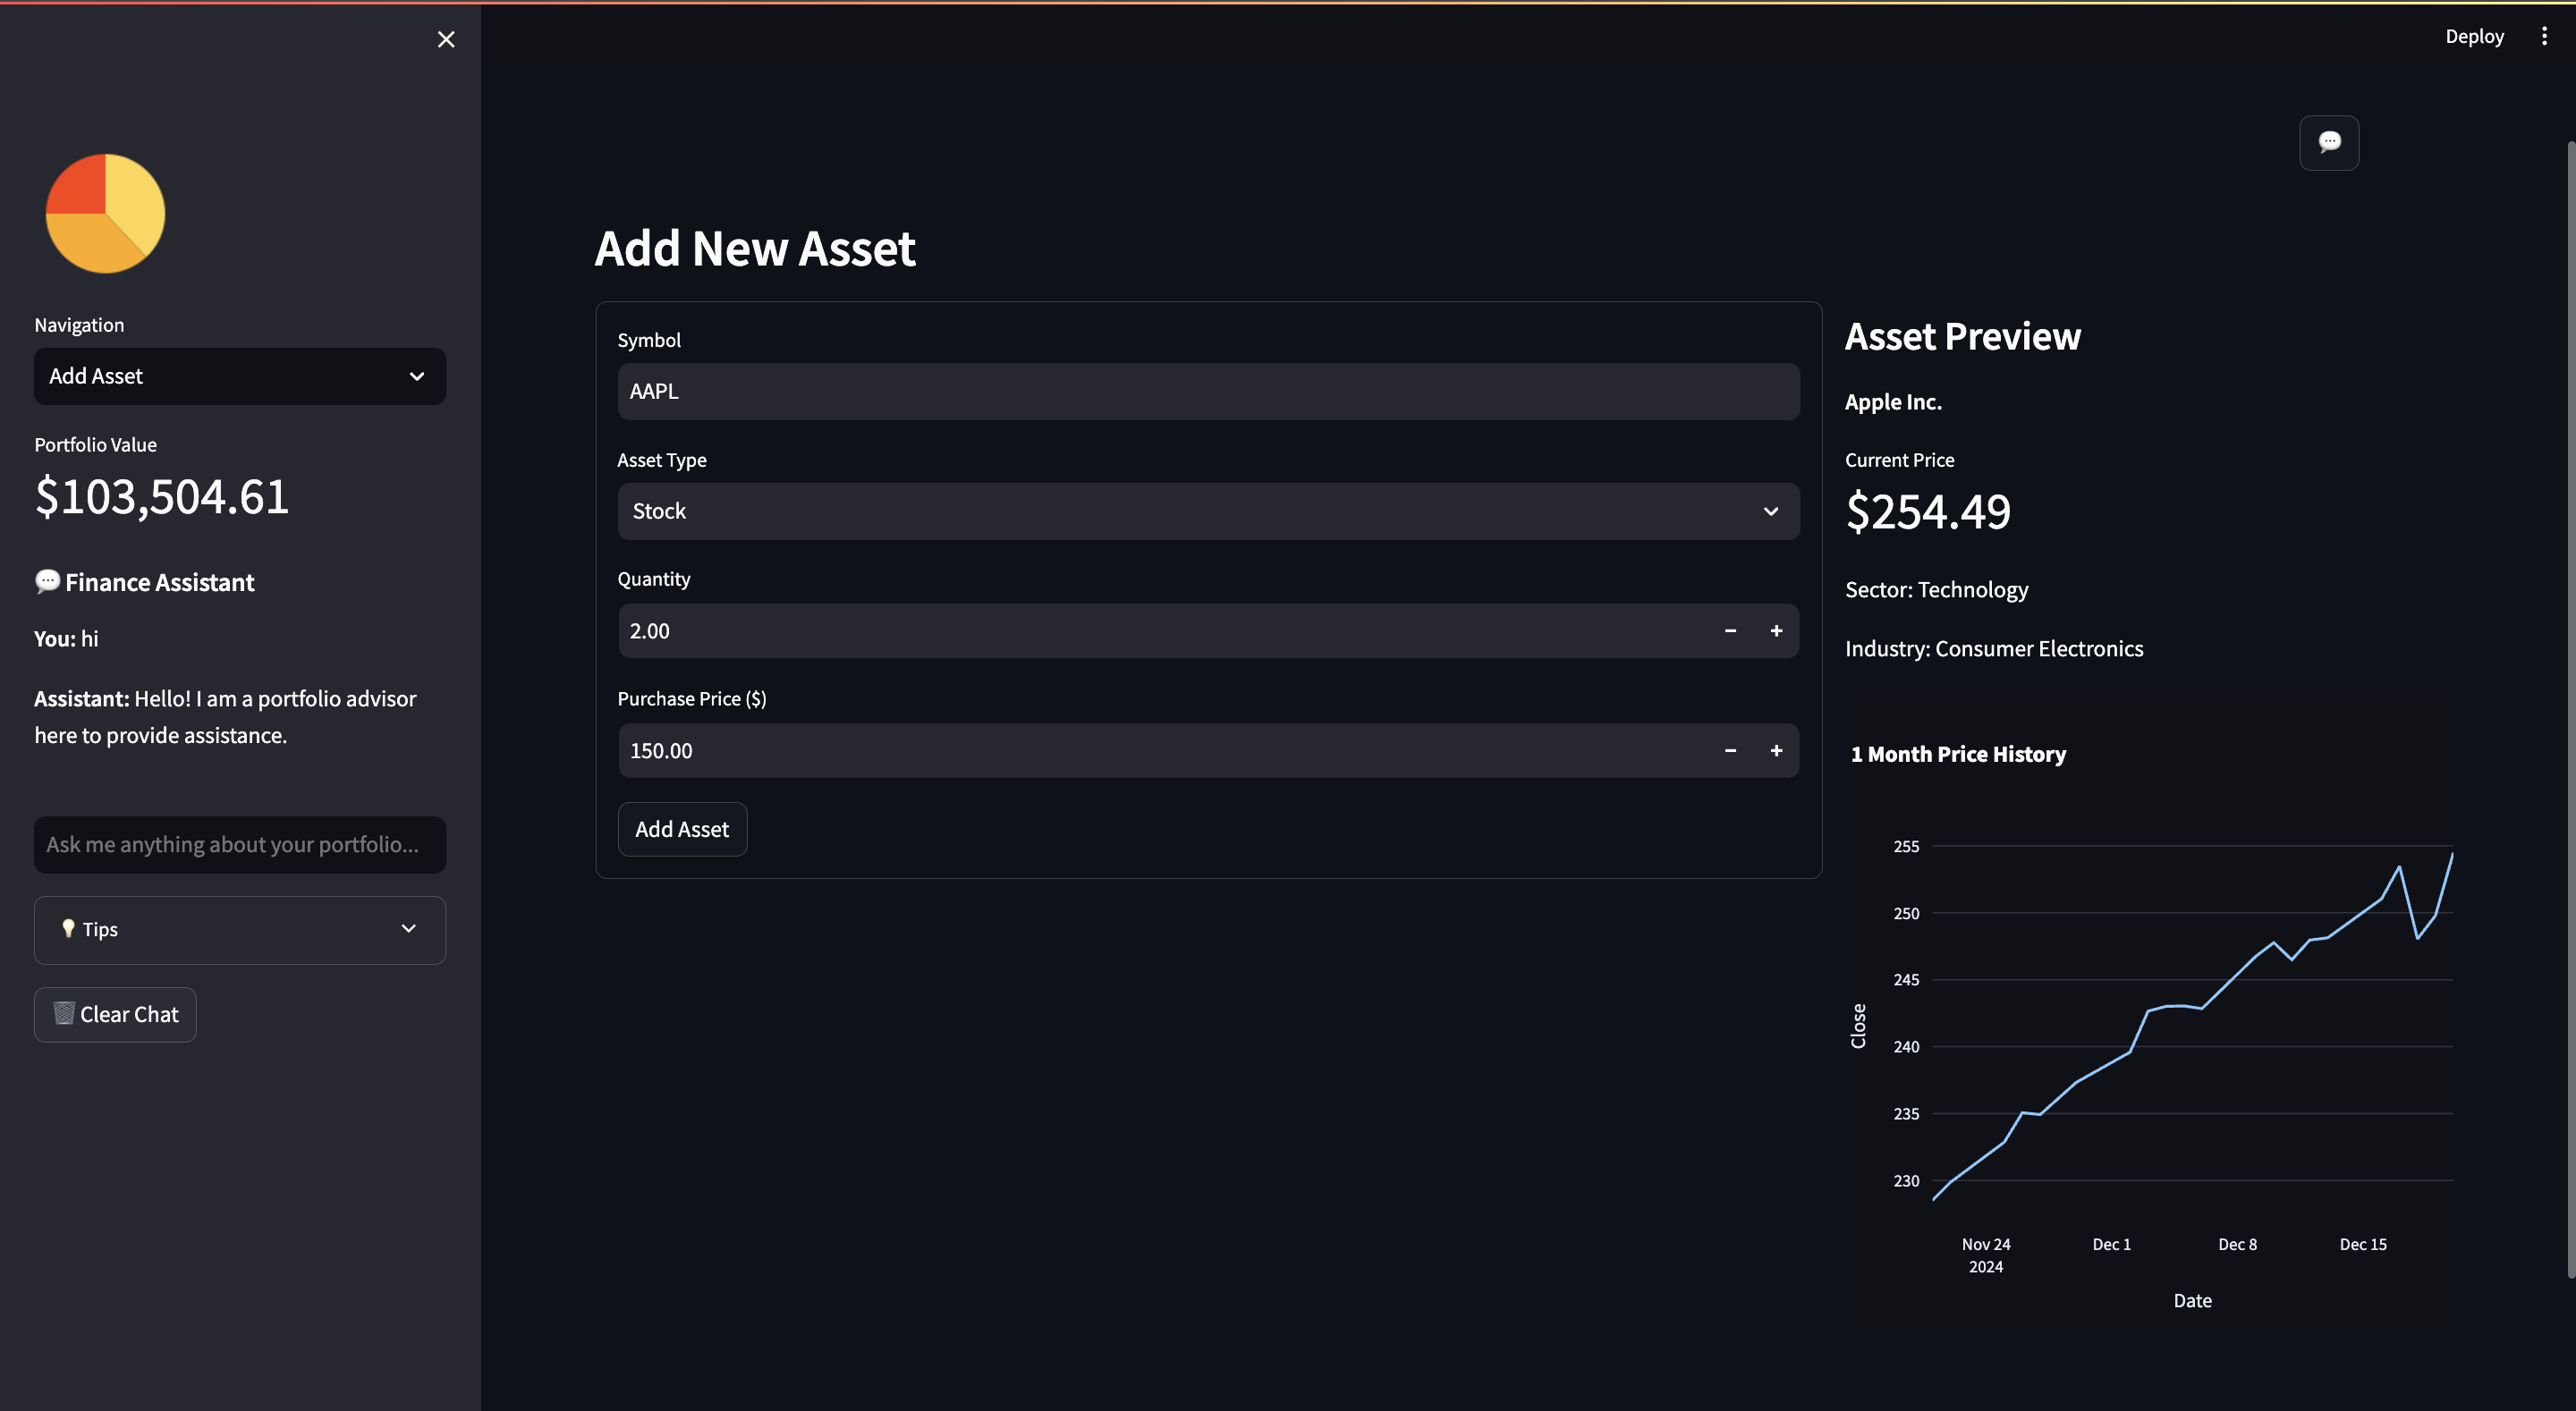 Deploy
Navigation
Add Asset
Portfolio Value
$103,504.61
💬 Finance Assistant
You: hi
Assistant: Hello! I am a portfolio advisor
here to provide assistance.
Ask me anything about your portfolio...
💡 Tips
🗑️ Clear Chat
Add New Asset
Symbol
AAPL
Asset Type
Stock
Quantity
2.00
Purchase Price ($)
150.00
Add Asset
Asset Preview
Apple Inc.
Current Price
$254.49
Sector: Technology
Industry: Consumer Electronics
1 Month Price History
255
250
245
240
235
230
Close
Nov 24
2024
Dec 1
Dec 8
Dec 15
Date